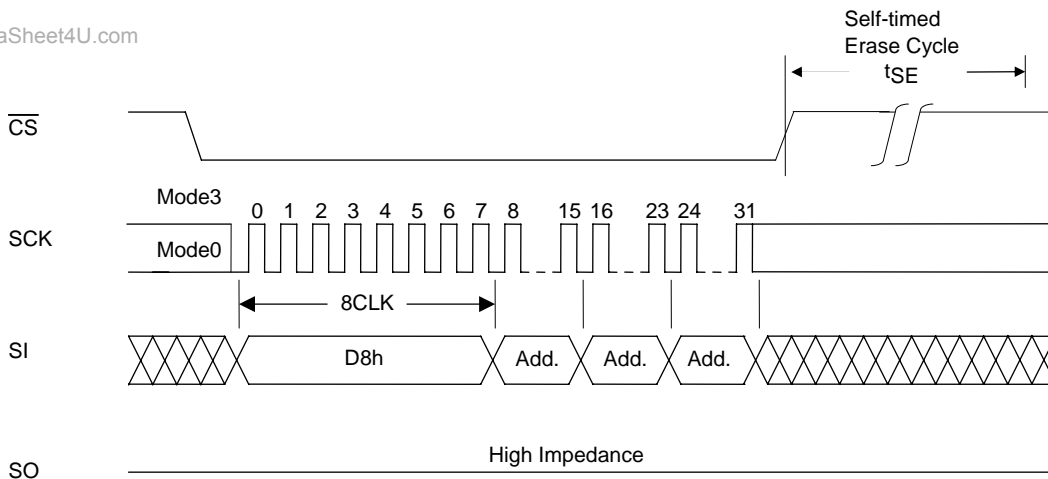 aSheet4U.com
Self-timed
Erase Cycle
tSE
CS
Mode3
0 1 2 3 4 5 6 7 8 15 16 23 24 31
SCK
Mode0
8CLK
SI
D8h Add. Add. Add.
High Impedance
SO